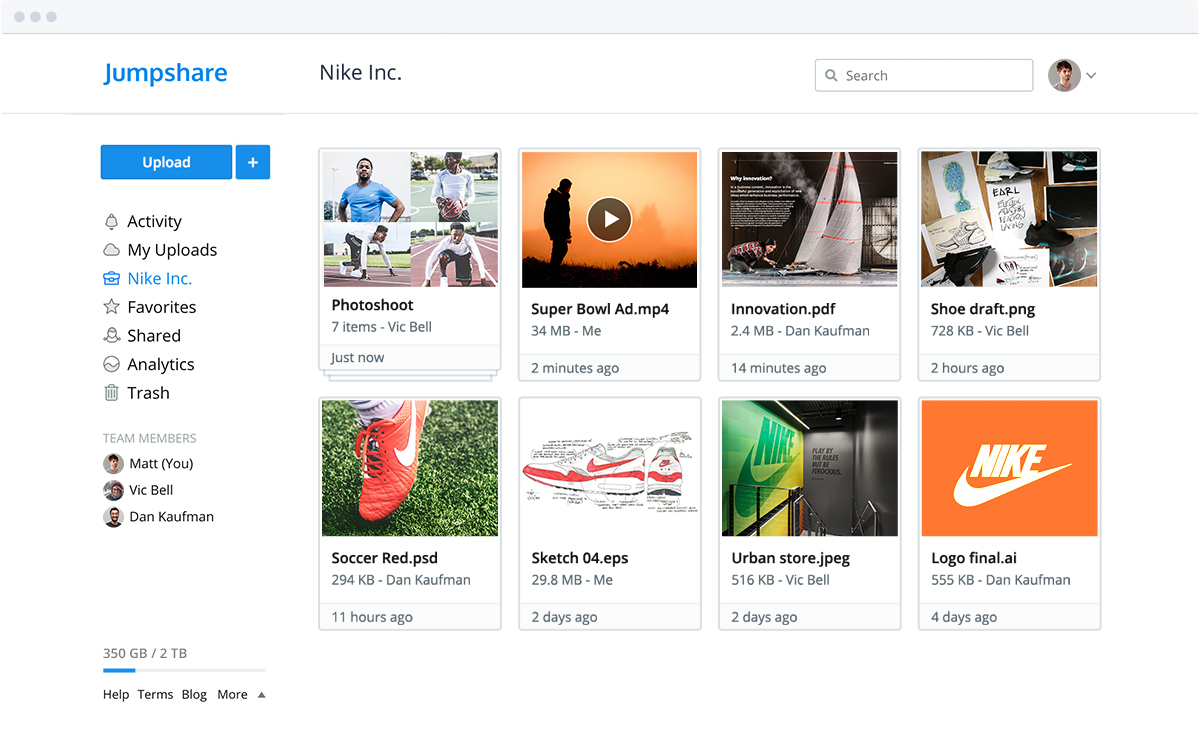 Jumpshare
Nike Inc.
Search
Upload
+
Activity
My Uploads
Nike Inc.
Favorites
Shared
Analytics
Trash
TEAM MEMBERS
Matt (You)
Vic Bell
Dan Kaufman
350 GB / 2 TB
Help Terms Blog More
Photoshoot
7 items - Vic Bell
Just now
Super Bowl Ad.mp4
34 MB - Me
2 minutes ago
Why innovation?
Innovation.pdf
2.4 MB - Dan Kaufman
14 minutes ago
EARL
Shoe draft.png
728 KB - Vic Bell
2 hours ago
Soccer Red.psd
294 KB - Dan Kaufman
11 hours ago
Sketch 04.eps
29.8 MB - Me
2 days ago
NIKE
PLAY BY
THE RULES
BUT BE
FEROCIOUS.
Urban store.jpeg
516 KB - Vic Bell
2 days ago
NIKE
Logo final.ai
555 KB - Dan Kaufman
4 days ago